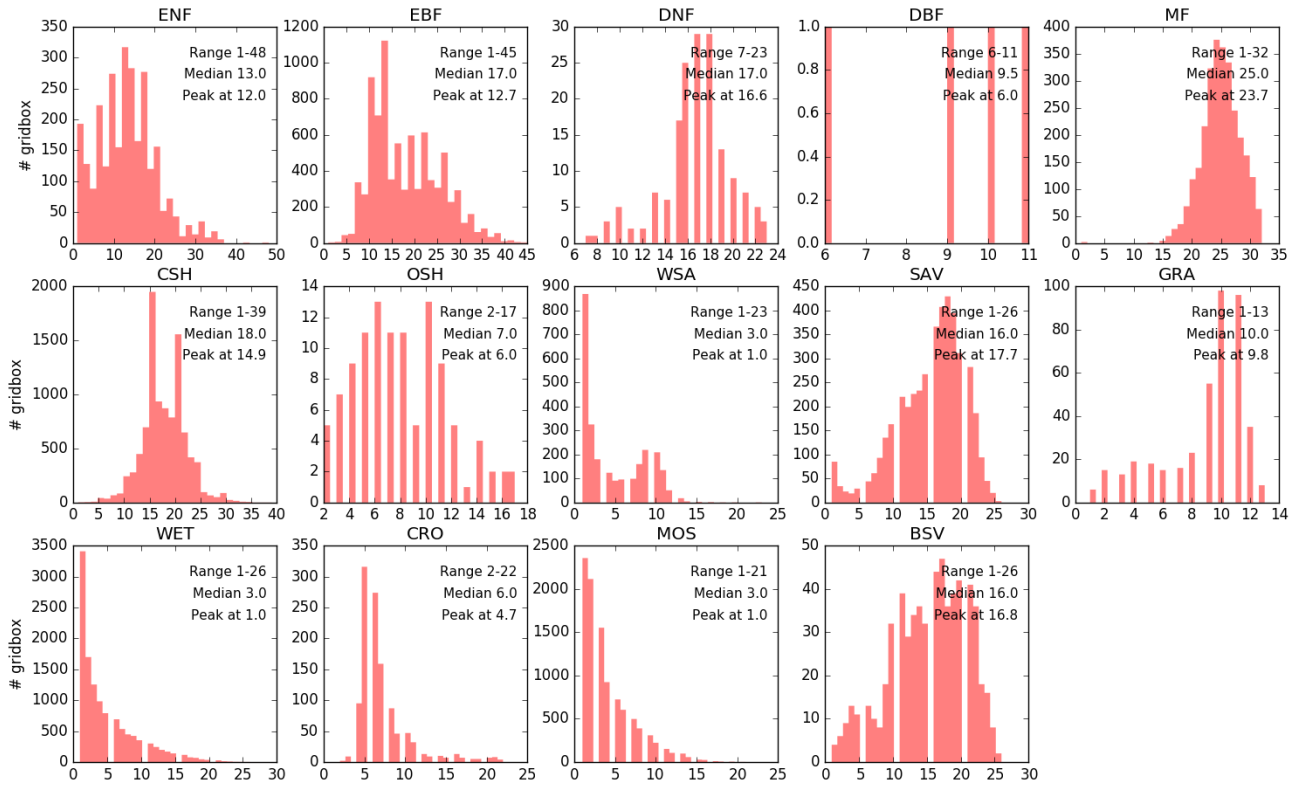 ENF
Range 1-48
Median 13.0
Peak at 12.0
# gridbox
350
300
250
200
150
100
50
0
0 10 20 30 40 50
EBF
Range 1-45
Median 17.0
Peak at 12.7
1200
1000
800
600
400
200
0
0 5 10 15 20 25 30 35 40 45
DNF
Range 7-23
Median 17.0
Peak at 16.6
30
25
20
15
10
5
0
6 8 10 12 14 16 18 20 22 24
DBF
Range 6-11
Median 9.5
Peak at 6.0
1.0
0.8
0.6
0.4
0.2
0.0
6 7 8 9 10 11
MF
Range 1-32
Median 25.0
Peak at 23.7
400
350
300
250
200
150
100
50
0
0 5 10 15 20 25 30 35
CSH
Range 1-39
Median 18.0
Peak at 14.9
# gridbox
2000
1500
1000
500
0
0 5 10 15 20 25 30 35 40
OSH
Range 2-17
Median 7.0
Peak at 6.0
14
12
10
8
6
4
2
0
2 4 6 8 10 12 14 16 18
WSA
Range 1-23
Median 3.0
Peak at 1.0
900
800
700
600
500
400
300
200
100
0
0 5 10 15 20 25
SAV
Range 1-26
Median 16.0
Peak at 17.7
450
400
350
300
250
200
150
100
50
0
0 5 10 15 20 25 30
GRA
Range 1-13
Median 10.0
Peak at 9.8
100
80
60
40
20
0
0 2 4 6 8 10 12 14
WET
Range 1-26
Median 3.0
Peak at 1.0
# gridbox
3500
3000
2500
2000
1500
1000
500
0
0 5 10 15 20 25 30
CRO
Range 2-22
Median 6.0
Peak at 4.7
350
300
250
200
150
100
50
0
0 5 10 15 20 25
MOS
Range 1-21
Median 3.0
Peak at 1.0
2500
2000
1500
1000
500
0
0 5 10 15 20 25
BSV
Range 1-26
Median 16.0
Peak at 16.8
50
40
30
20
10
0
0 5 10 15 20 25 30